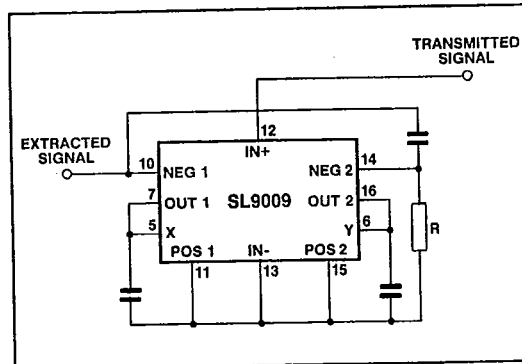 TRANSMITTED
SIGNAL
12
IN+
EXTRACTED
SIGNAL
10 NEG 1 NEG 2 14
7 OUT 1 SL9009 OUT 2 16
5 X Y 6
R
POS 1 IN- POS 2
11 13 15